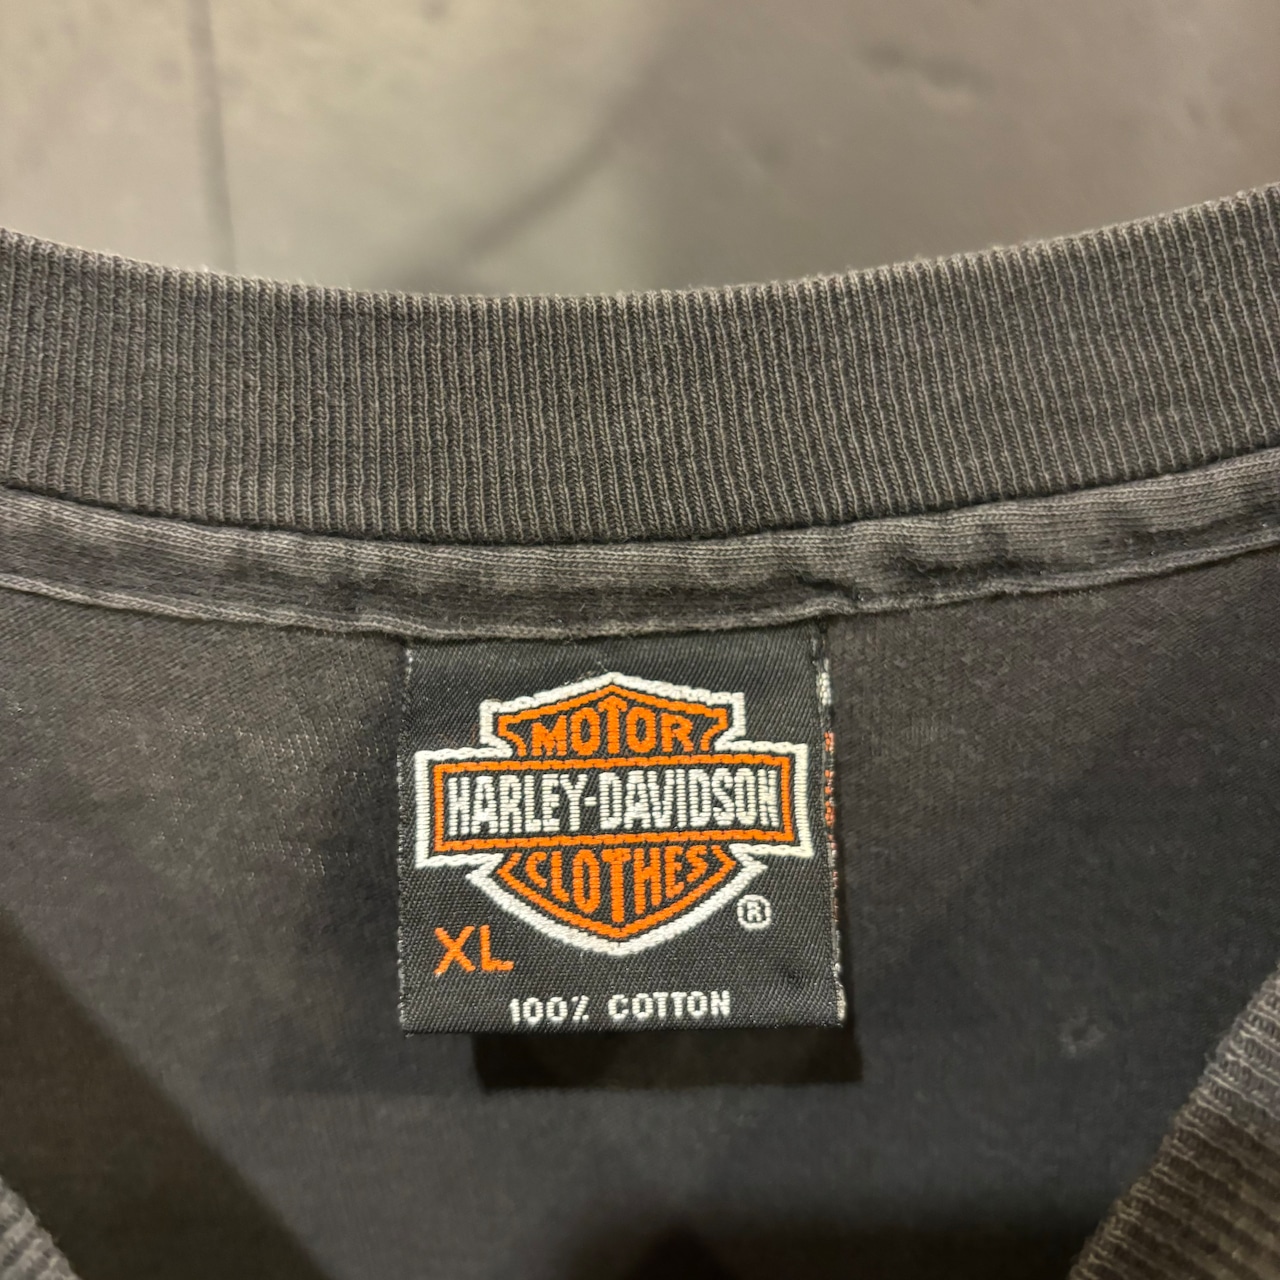 MOTOR
HARLEY-DAVIDSON
CLOTHES
®
XL
100% COTTON